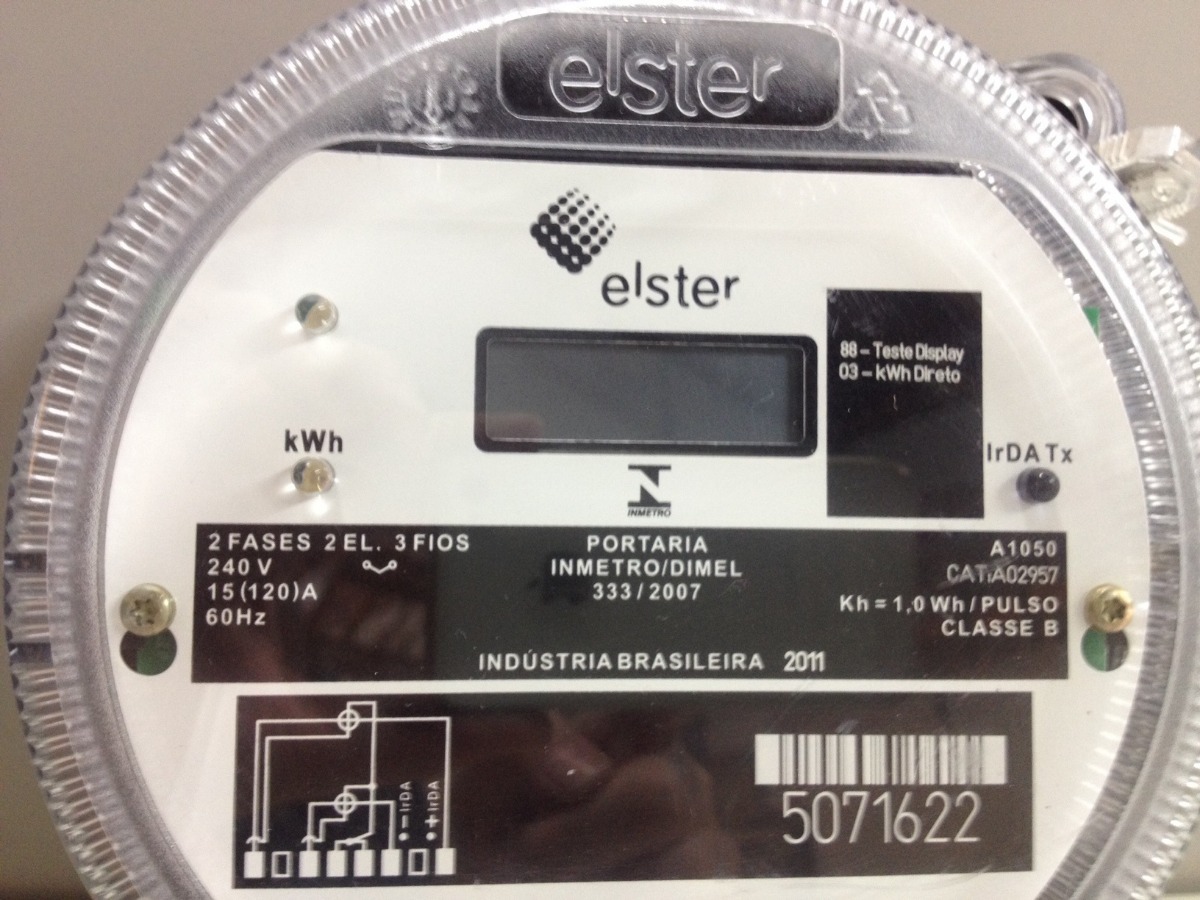 elster
elster
88 - Teste Display
03 - kWh Direto
kWh
IrDA Tx
INMETRO
2 FASES 2 EL. 3 FIOS
240 V
15 (120) A
60Hz
PORTARIA
INMETRO/DIMEL
333 / 2007
A1050
CAT:A02957
Kh = 1,0 Wh / PULSO
CLASSE B
INDÚSTRIA BRASILEIRA 2011
- IrDA
+ IrDA
5071622